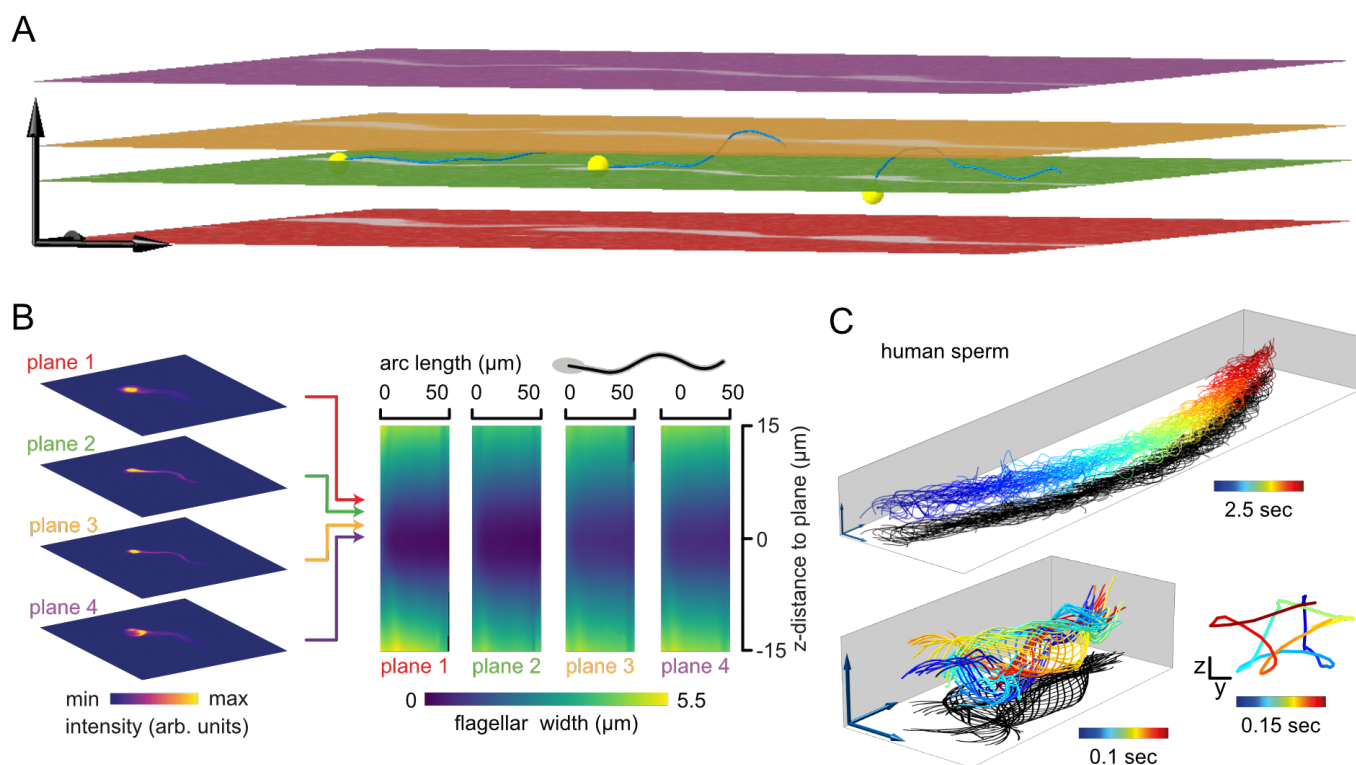 A
B
plane 1
plane 2
plane 3
plane 4
min
max
intensity (arb. units)
arc length (µm)
0 50 0 50 0 50 0 50
15
0
-15
z-distance to plane (µm)
plane 1 plane 2 plane 3 plane 4
0
5.5
flagellar width (µm)
C
human sperm
2.5 sec
z
y
0.1 sec
0.15 sec